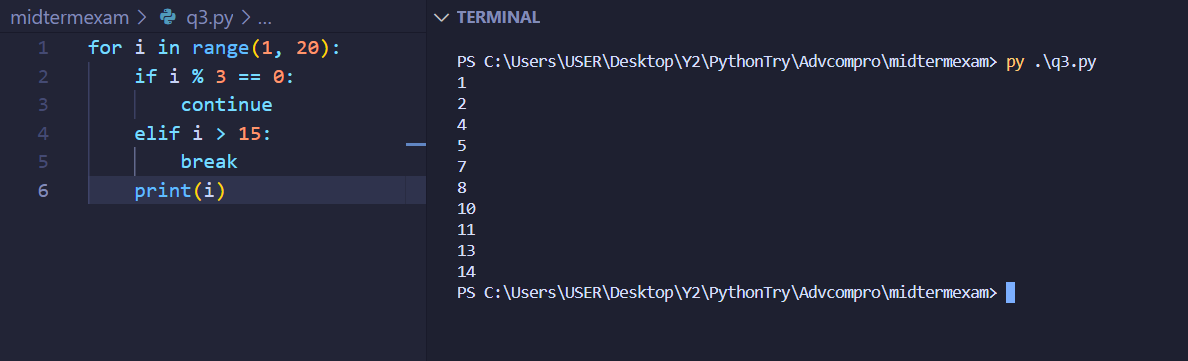 midtermexam > q3.py > ...
1 for i in range(1, 20):
2     if i % 3 == 0:
3         continue
4     elif i > 15:
5         break
6     print(i)
TERMINAL
PS C:\Users\USER\Desktop\Y2\PythonTry\Advcompro\midtermexam> py .\q3.py
1
2
4
5
7
8
10
11
13
14
PS C:\Users\USER\Desktop\Y2\PythonTry\Advcompro\midtermexam>